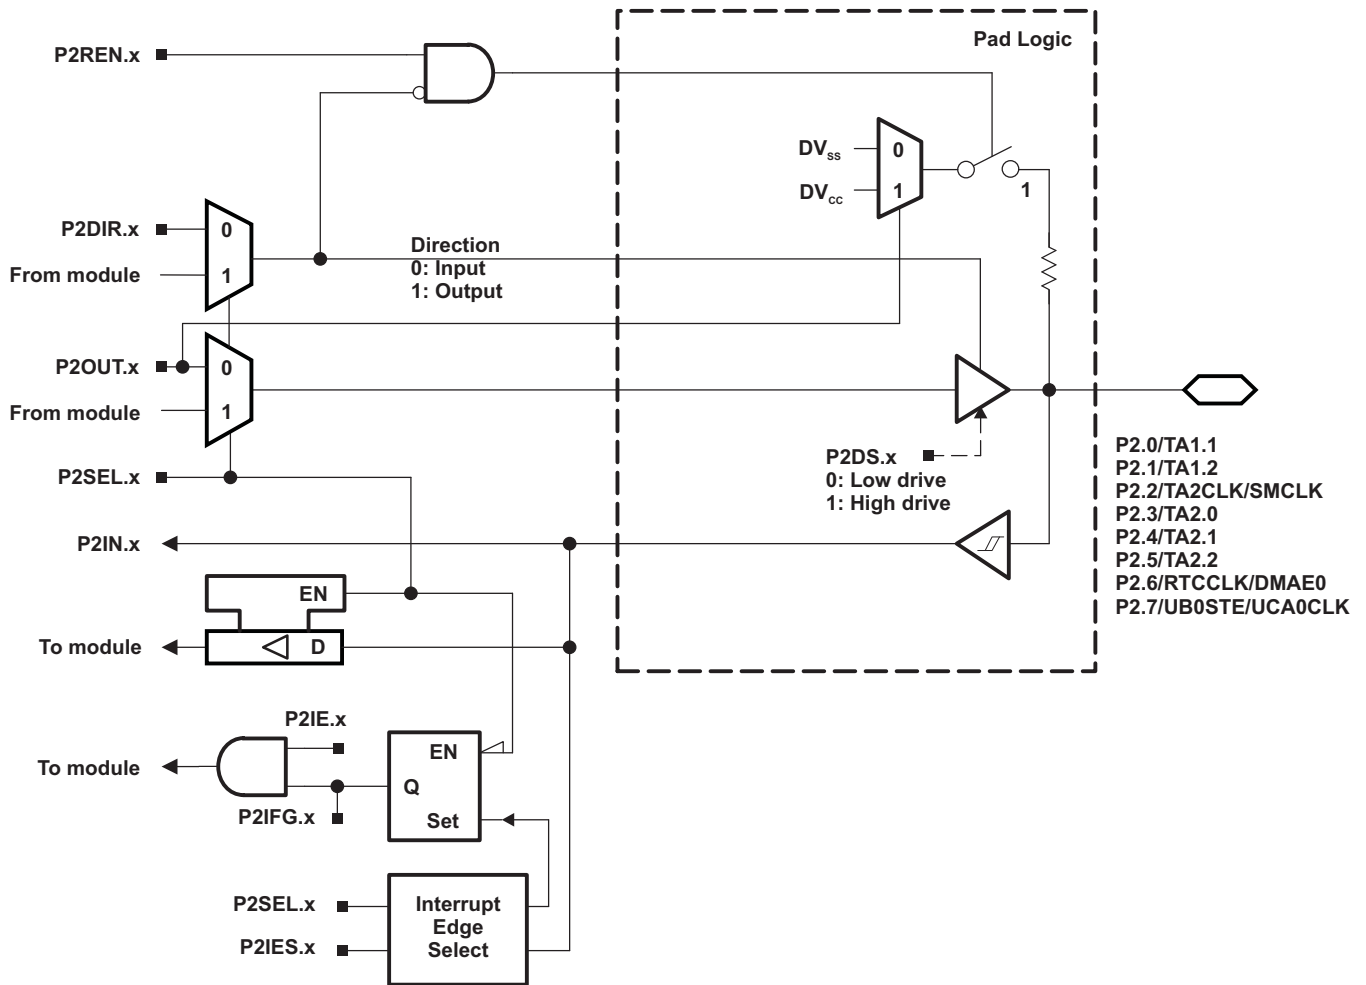 Pad Logic
P2REN.x
DVSS
0
DVCC
1
1
P2DIR.x
0
From module
1
Direction
0: Input
1: Output
P2OUT.x
0
From module
1
P2SEL.x
P2DS.x
0: Low drive
1: High drive
P2.0/TA1.1
P2.1/TA1.2
P2.2/TA2CLK/SMCLK
P2.3/TA2.0
P2.4/TA2.1
P2.5/TA2.2
P2.6/RTCCLK/DMAE0
P2.7/UB0STE/UCA0CLK
P2IN.x
EN
To module
D
P2IE.x
To module
EN
Q
P2IFG.x
Set
P2SEL.x
P2IES.x
Interrupt
Edge
Select